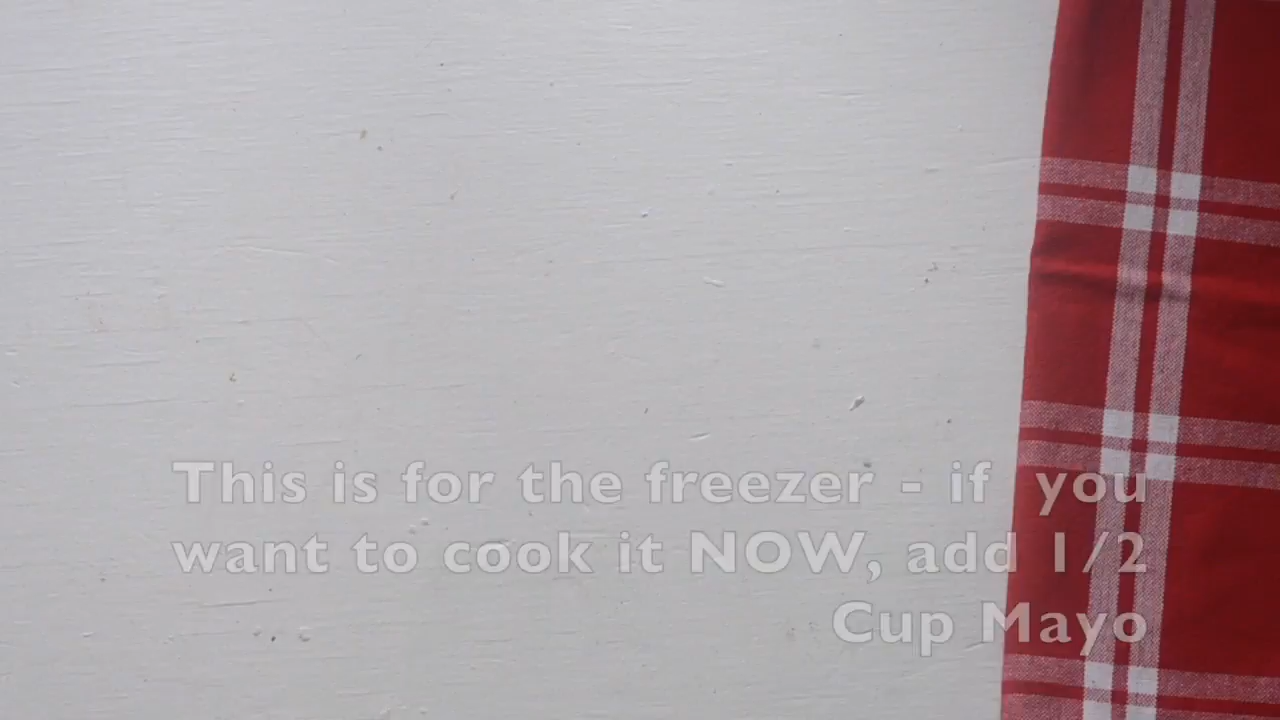 This is for the freezer - if you
want to cook it NOW, add 1/2
Cup Mayo